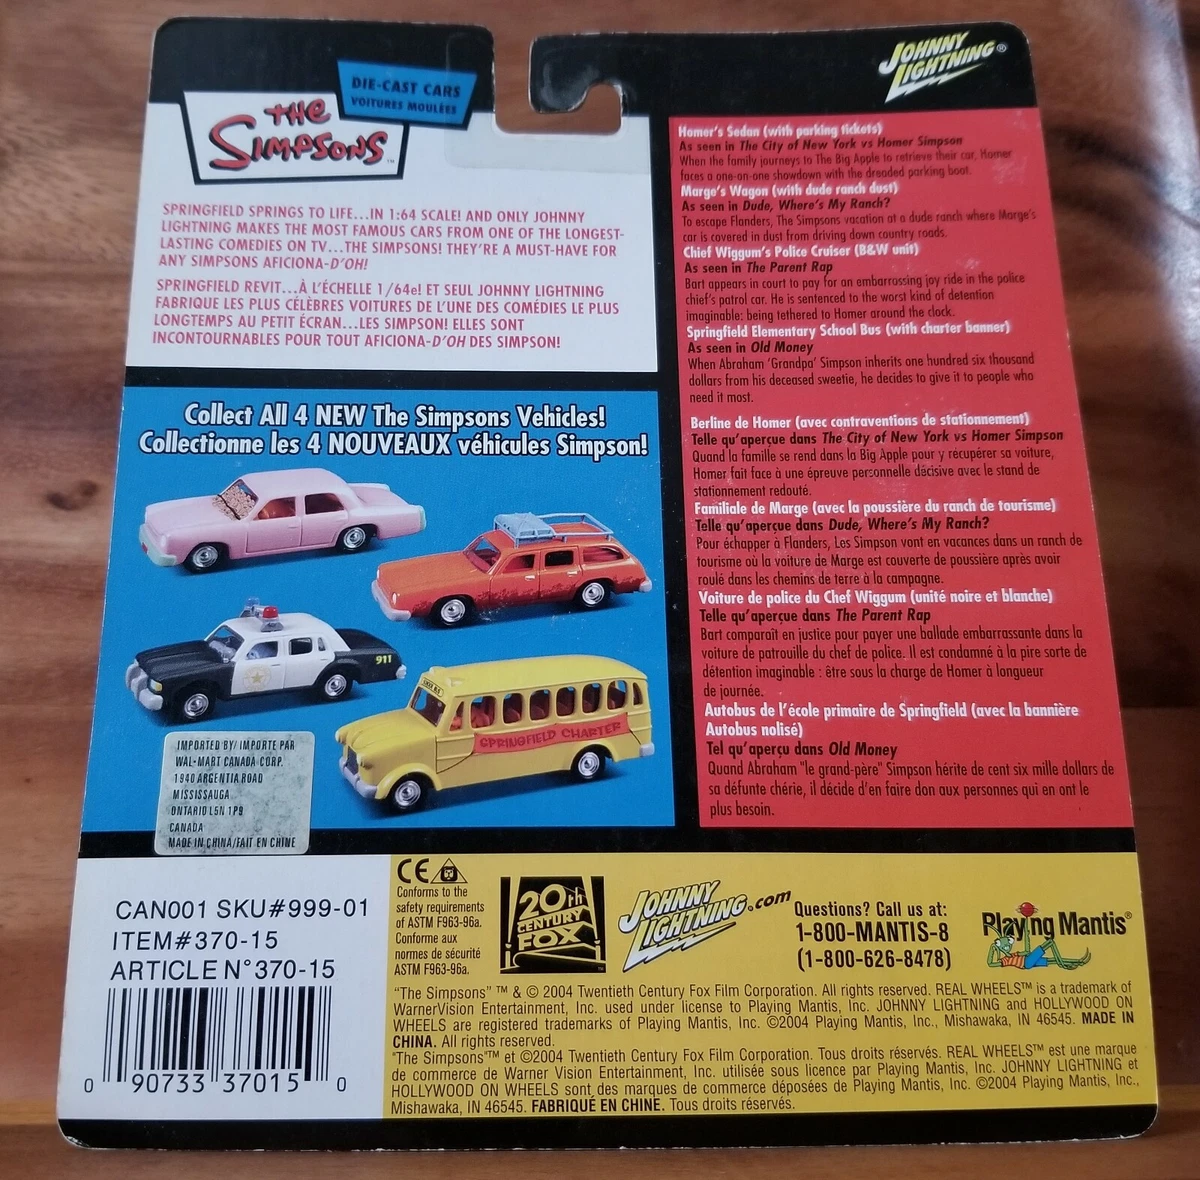 DIE-CAST CARS
VOITURES MOULÉES
THE
SIMPSONS™
JOHNNY
LIGHTNING®
SPRINGFIELD SPRINGS TO LIFE...IN 1:64 SCALE! AND ONLY JOHNNY
LIGHTNING MAKES THE MOST FAMOUS CARS FROM ONE OF THE LONGEST-
LASTING COMEDIES ON TV...THE SIMPSONS! THEY'RE A MUST-HAVE FOR
ANY SIMPSONS AFICIONA-D'OH!
SPRINGFIELD REVIT...À L'ÉCHELLE 1/64e! ET SEUL JOHNNY LIGHTNING
FABRIQUE LES PLUS CÉLÈBRES VOITURES DE L'UNE DES COMÉDIES LE PLUS
LONGTEMPS AU PETIT ÉCRAN...LES SIMPSON! ELLES SONT
INCONTOURNABLES POUR TOUT AFICIONA-D'OH DES SIMPSON!
Collect All 4 NEW The Simpsons Vehicles!
Collectionne les 4 NOUVEAUX véhicules Simpson!
911
SPRINGFIELD CHARTER
IMPORTED BY/ IMPORTE PAR
WAL-MART CANADA CORP.
1940 ARGENTIA ROAD
MISSISSAUGA
ONTARIO L5N 1P9
CANADA
MADE IN CHINA/FAIT EN CHINE
Homer's Sedan (with parking tickets)
As seen in The City of New York vs Homer Simpson
When the family journeys to The Big Apple to retrieve their car, Homer
faces a one-on-one showdown with the dreaded parking boot.
Marge's Wagon (with dude ranch dust)
As seen in Dude, Where's My Ranch?
To escape Flanders, The Simpsons vacation at a dude ranch where Marge's
car is covered in dust from driving down country roads.
Chief Wiggum's Police Cruiser (B&W unit)
As seen in The Parent Rap
Bart appears in court to pay for an embarrassing joy ride in the police
chief's patrol car. He is sentenced to the worst kind of detention
imaginable: being tethered to Homer around the clock.
Springfield Elementary School Bus (with charter banner)
As seen in Old Money
When Abraham 'Grandpa' Simpson inherits one hundred six thousand
dollars from his deceased sweetie, he decides to give it to people who
need it most.
Berline de Homer (avec contraventions de stationnement)
Telle qu'aperçue dans The City of New York vs Homer Simpson
Quand la famille se rend dans la Big Apple pour y récupérer sa voiture,
Homer fait face à une épreuve personnelle décisive avec le stand de
stationnement redouté.
Familiale de Marge (avec la poussière du ranch de tourisme)
Telle qu'aperçue dans Dude, Where's My Ranch?
Pour échapper à Flanders, Les Simpson vont en vacances dans un ranch de
tourisme où la voiture de Marge est couverte de poussière après avoir
roulé dans les chemins de terre à la campagne.
Voiture de police du Chef Wiggum (unité noire et blanche)
Telle qu'aperçue dans The Parent Rap
Bart comparaît en justice pour payer une ballade embarrassante dans la
voiture de patrouille du chef de police. Il est condamné à la pire sorte de
détention imaginable : être sous la charge de Homer à longueur
de journée.
Autobus de l'école primaire de Springfield (avec la bannière
Autobus nolisé)
Tel qu'aperçu dans Old Money
Quand Abraham "le grand-père" Simpson hérite de cent six mille dollars de
sa défunte chérie, il décide d'en faire don aux personnes qui en ont le
plus besoin.
CAN001 SKU#999-01
ITEM#370-15
ARTICLE N°370-15
0 90733 37015 0
CE
Conforms to the
safety requirements
of ASTM F963-96a.
Conforme aux
normes de sécurité
ASTM F963-96a.
20th
CENTURY
FOX
JOHNNY
LIGHTNING.com
Questions? Call us at:
1-800-MANTIS-8
(1-800-626-8478)
Playing Mantis®
"The Simpsons" ™ & © 2004 Twentieth Century Fox Film Corporation. All rights reserved. REAL WHEELS™ is a trademark of
WarnerVision Entertainment, Inc. used under license to Playing Mantis, Inc. JOHNNY LIGHTNING and HOLLYWOOD ON
WHEELS are registered trademarks of Playing Mantis, Inc. ©2004 Playing Mantis, Inc., Mishawaka, IN 46545. MADE IN
CHINA. All rights reserved.
"The Simpsons"™ et ©2004 Twentieth Century Fox Film Corporation. Tous droits réservés. REAL WHEELS™ est une marque
de commerce de Warner Vision Entertainment, Inc. utilisée sous licence par Playing Mantis, Inc. JOHNNY LIGHTNING et
HOLLYWOOD ON WHEELS sont des marques de commerce déposées de Playing Mantis, Inc. ©2004 Playing Mantis, Inc.,
Mishawaka, IN 46545. FABRIQUÉ EN CHINE. Tous droits réservés.